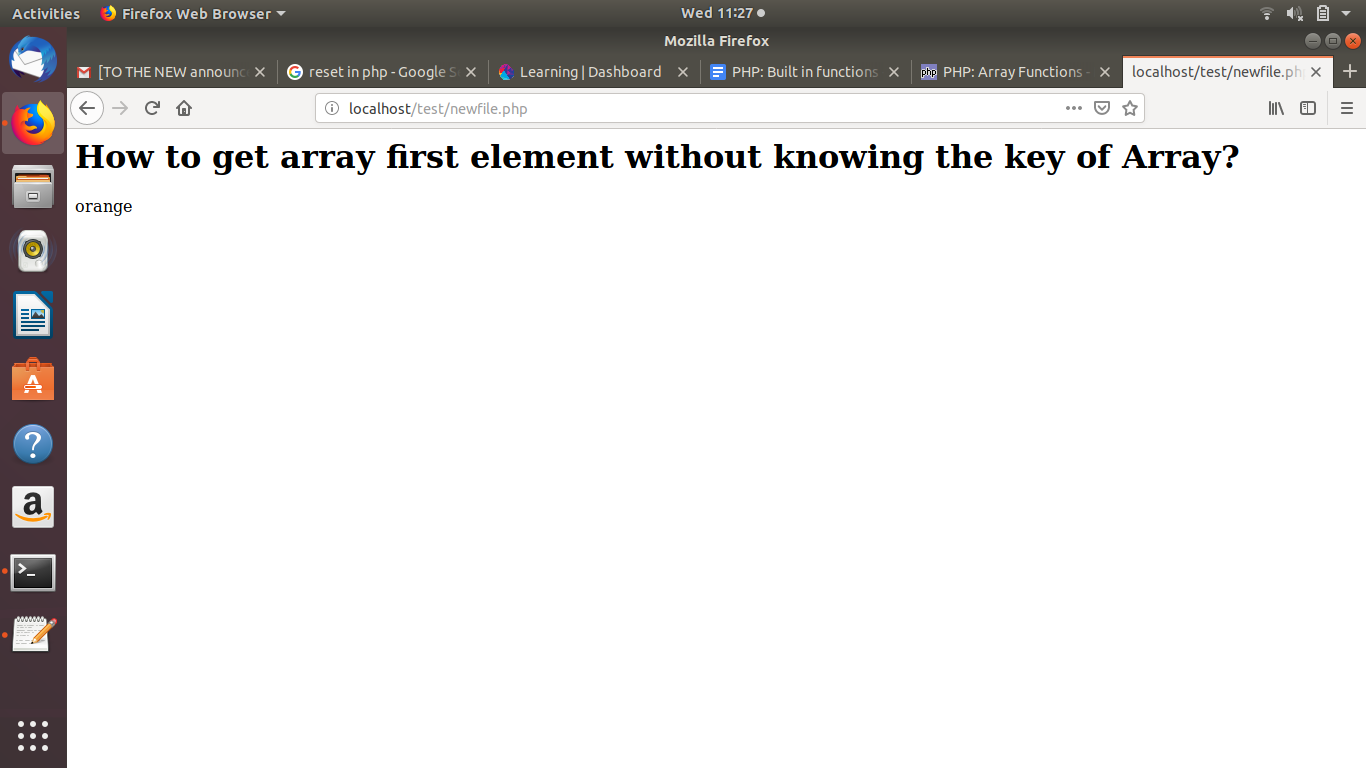 Activities Firefox Web Browser Wed 11:27
Mozilla Firefox
[TO THE NEW announc reset in php - Google S Learning | Dashboard PHP: Built in functions PHP: Array Functions - localhost/test/newfile.ph
localhost/test/newfile.php
How to get array first element without knowing the key of Array?
orange